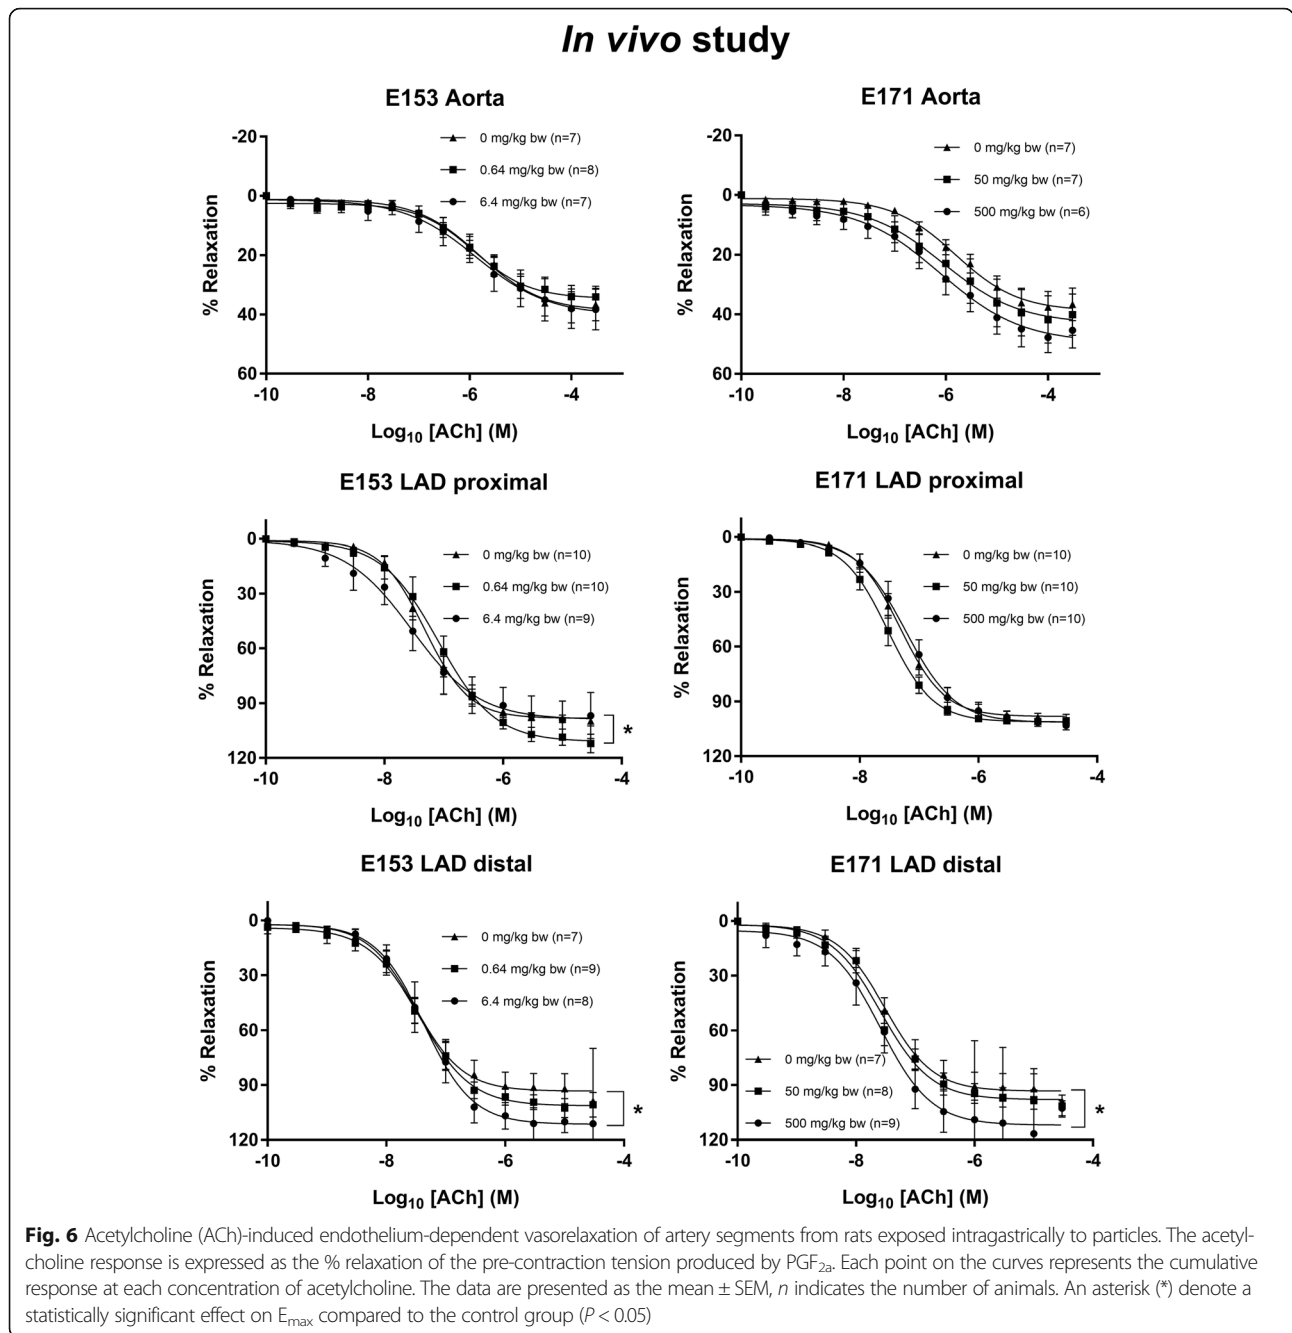 In vivo study
E153 Aorta
-20
0
20
40
60
% Relaxation
0 mg/kg bw (n=7)
0.64 mg/kg bw (n=8)
6.4 mg/kg bw (n=7)
-10 -8 -6 -4
Log10 [ACh] (M)
E171 Aorta
-20
0
20
40
60
% Relaxation
0 mg/kg bw (n=7)
50 mg/kg bw (n=7)
500 mg/kg bw (n=6)
-10 -8 -6 -4
Log10 [ACh] (M)
E153 LAD proximal
0
30
60
90
120
% Relaxation
0 mg/kg bw (n=10)
0.64 mg/kg bw (n=10)
6.4 mg/kg bw (n=9)
*
-10 -8 -6 -4
Log10 [ACh] (M)
E171 LAD proximal
0
30
60
90
120
% Relaxation
0 mg/kg bw (n=10)
50 mg/kg bw (n=10)
500 mg/kg bw (n=10)
-10 -8 -6 -4
Log10 [ACh] (M)
E153 LAD distal
0
30
60
90
120
% Relaxation
0 mg/kg bw (n=7)
0.64 mg/kg bw (n=9)
6.4 mg/kg bw (n=8)
*
-10 -8 -6 -4
Log10 [ACh] (M)
E171 LAD distal
0
30
60
90
120
% Relaxation
0 mg/kg bw (n=7)
50 mg/kg bw (n=8)
500 mg/kg bw (n=9)
*
-10 -8 -6 -4
Log10 [ACh] (M)
Fig. 6 Acetylcholine (ACh)-induced endothelium-dependent vasorelaxation of artery segments from rats exposed intragastrically to particles. The acetyl-
choline response is expressed as the % relaxation of the pre-contraction tension produced by PGF2a. Each point on the curves represents the cumulative
response at each concentration of acetylcholine. The data are presented as the mean ± SEM, n indicates the number of animals. An asterisk (*) denote a
statistically significant effect on Emax compared to the control group (P < 0.05)